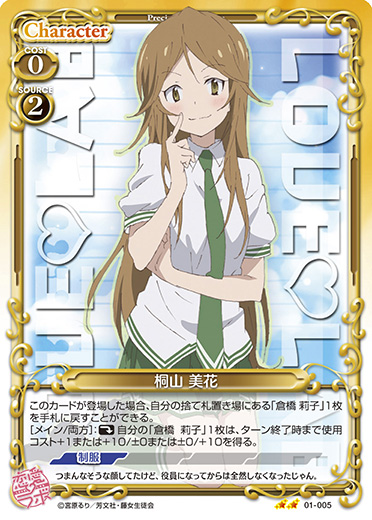 Character
COST
0
SOURCE
2
LOVE♡LAB
LOVE♡L
桐山 美花
このカードが登場した場合、自分の捨て札置き場にある「倉橋 莉子」1枚
を手札に戻すことができる。
[メイン/両方]: 自分の「倉橋 莉子」1枚は、ターン終了時まで使用
コスト+1または+10/±0または±0/+10を得る。
制服
つまんなそうな顔してたけど、役員になってからは全然しなくなったじゃん。
恋愛ラボ
©宮原るり/芳文社・藤女生徒会
01-005